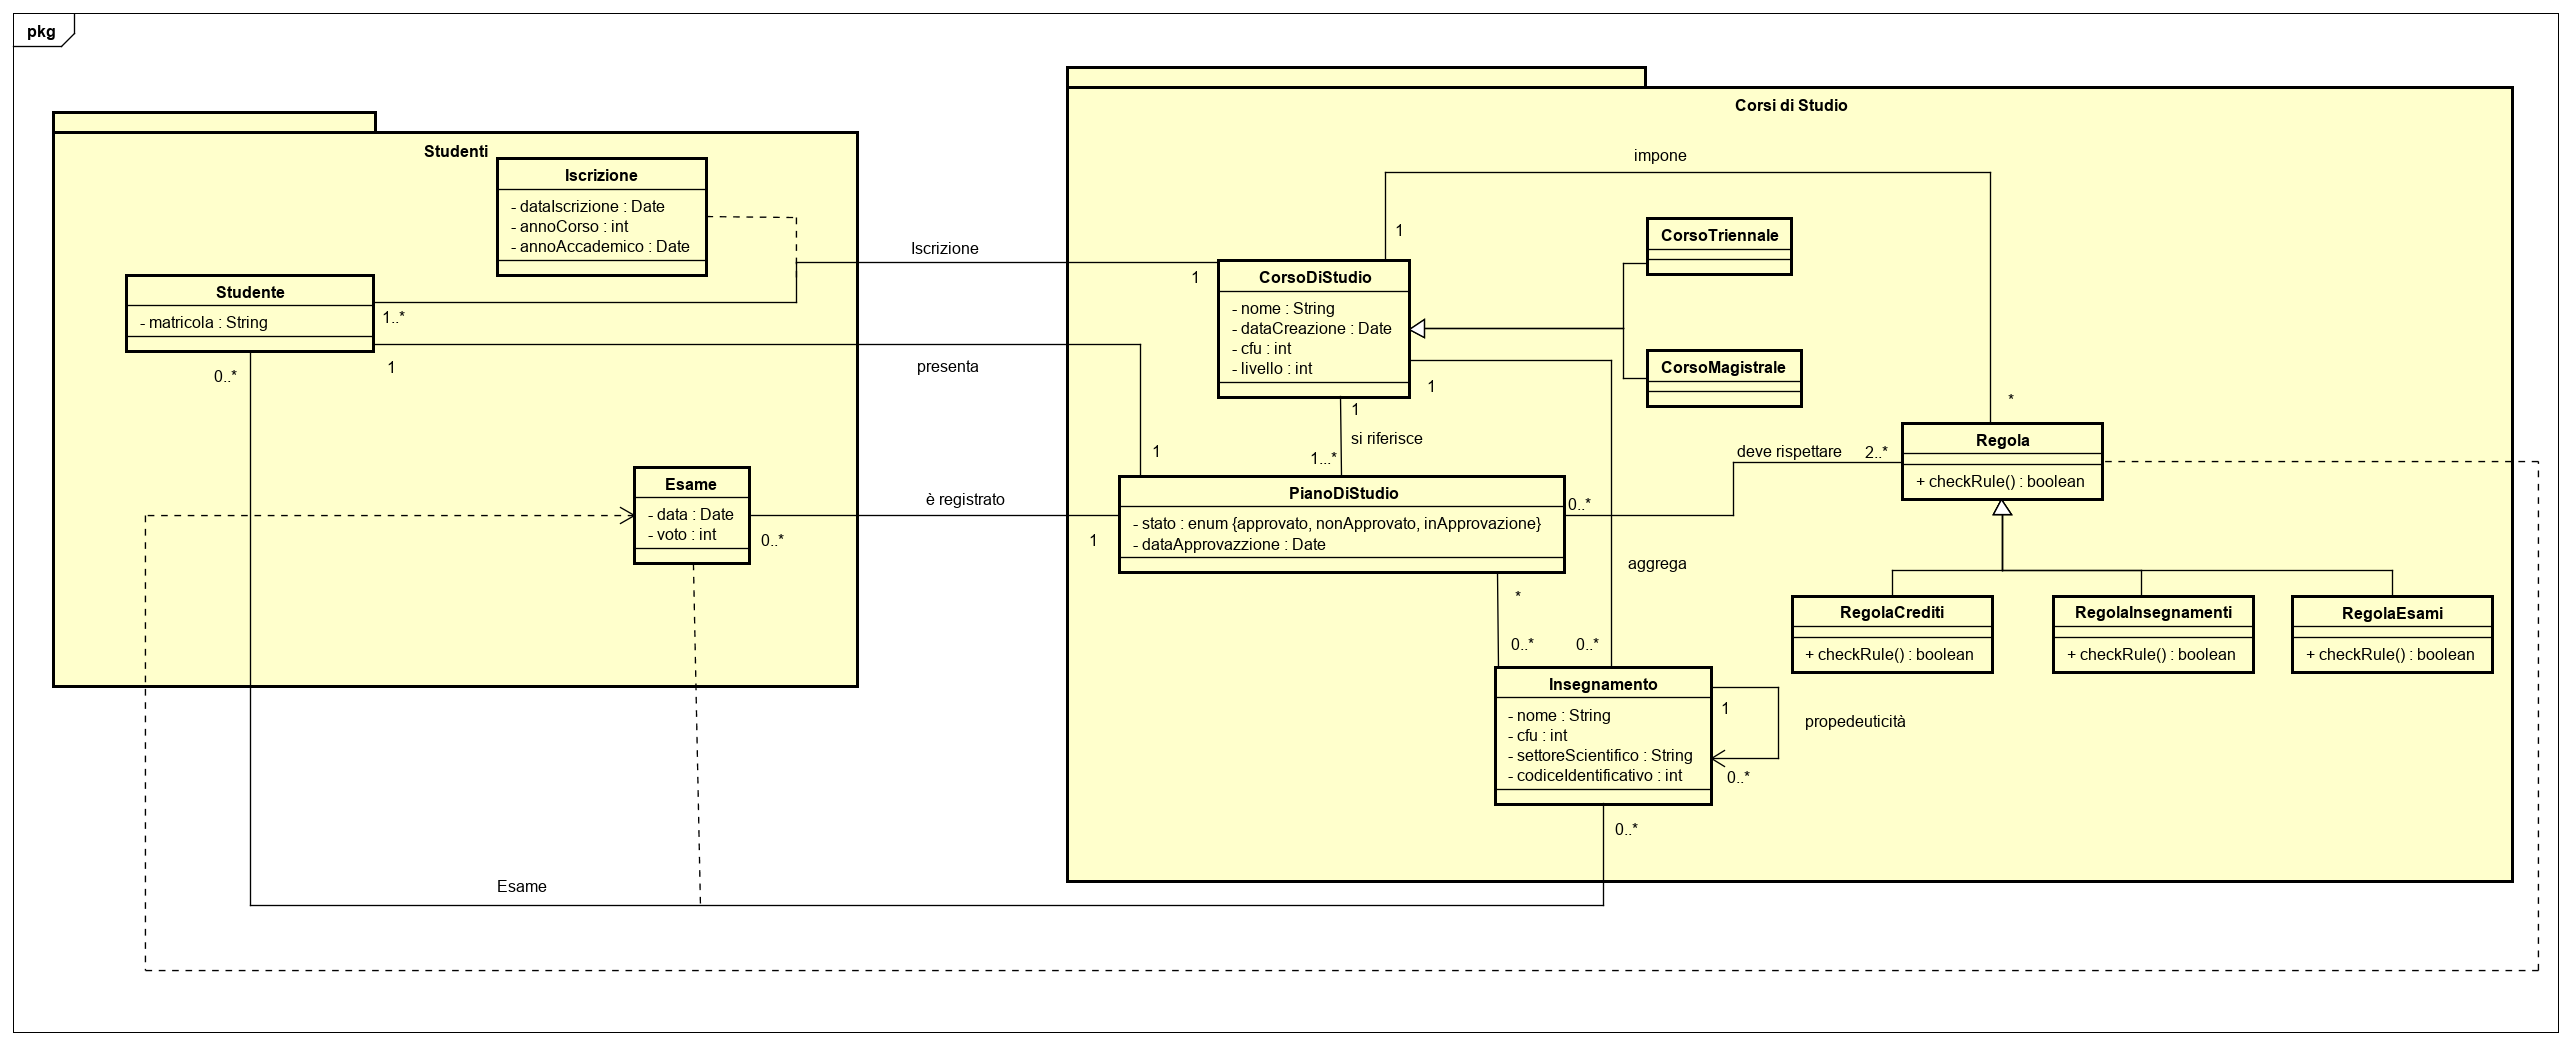 pkg
Studenti
Iscrizione
- dataIscrizione : Date
- annoCorso : int
- annoAccademico : Date
Studente
- matricola : String
1..*
1
0..*
Esame
- data : Date
- voto : int
0..*
Iscrizione
1
presenta
1
è registrato
1
Esame
Corsi di Studio
impone
1
*
CorsoDiStudio
- nome : String
- dataCreazione : Date
- cfu : int
- livello : int
CorsoTriennale
CorsoMagistrale
1
1
si riferisce
1...*
PianoDiStudio
- stato : enum {approvato, nonApprovato, inApprovazione}
- dataApprovazzione : Date
0..*
deve rispettare
2..*
Regola
+ checkRule() : boolean
RegolaCrediti
+ checkRule() : boolean
RegolaInsegnamenti
+ checkRule() : boolean
RegolaEsami
+ checkRule() : boolean
aggrega
*
0..*
0..*
Insegnamento
- nome : String
- cfu : int
- settoreScientifico : String
- codiceIdentificativo : int
1
propedeuticità
0..*
0..*